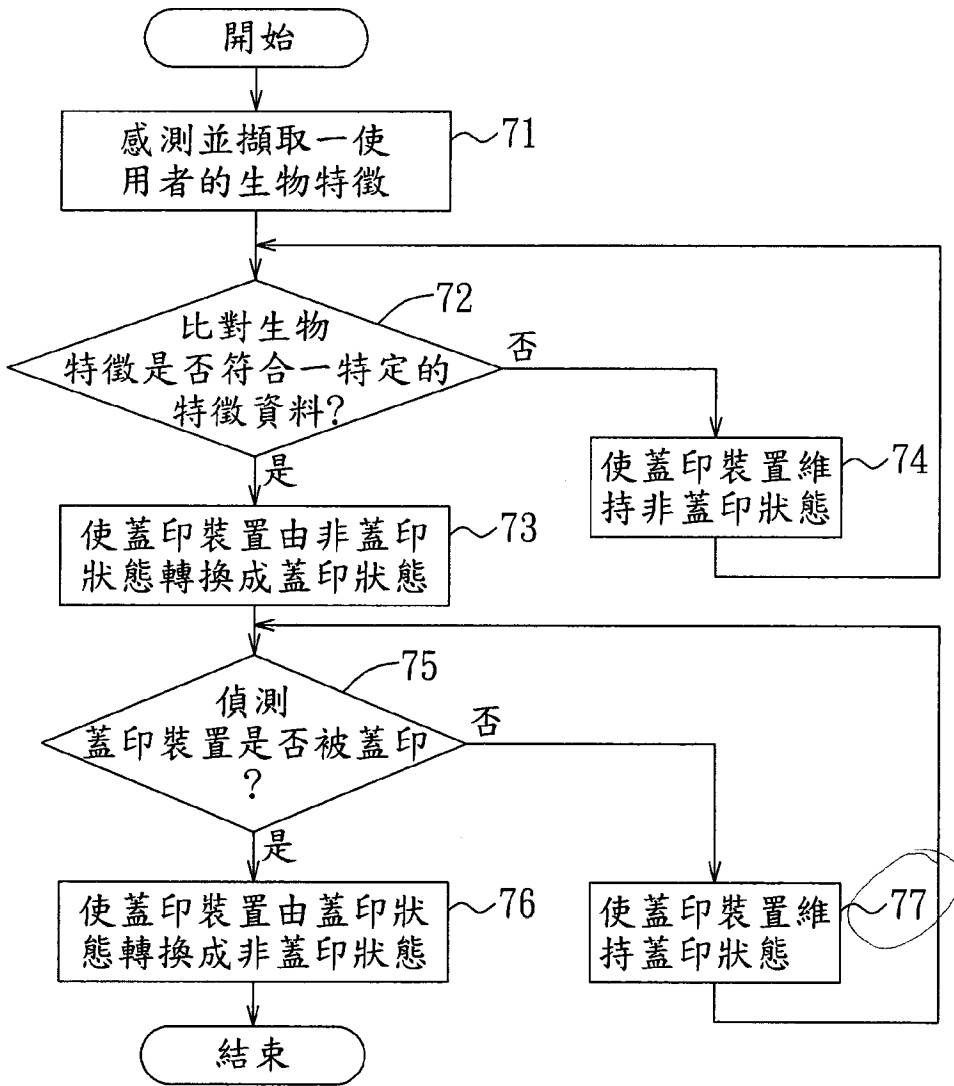 開始
感測並擷取一使
用者的生物特徵
71
72
比對生物
特徵是否符合一特定的
特徵資料?
否
是
使蓋印裝置維
持非蓋印狀態
74
使蓋印裝置由非蓋印
狀態轉換成蓋印狀態
73
75
偵測
蓋印裝置是否被蓋印
?
否
是
使蓋印裝置由蓋印狀
態轉換成非蓋印狀態
76
使蓋印裝置維
持蓋印狀態
77
結束